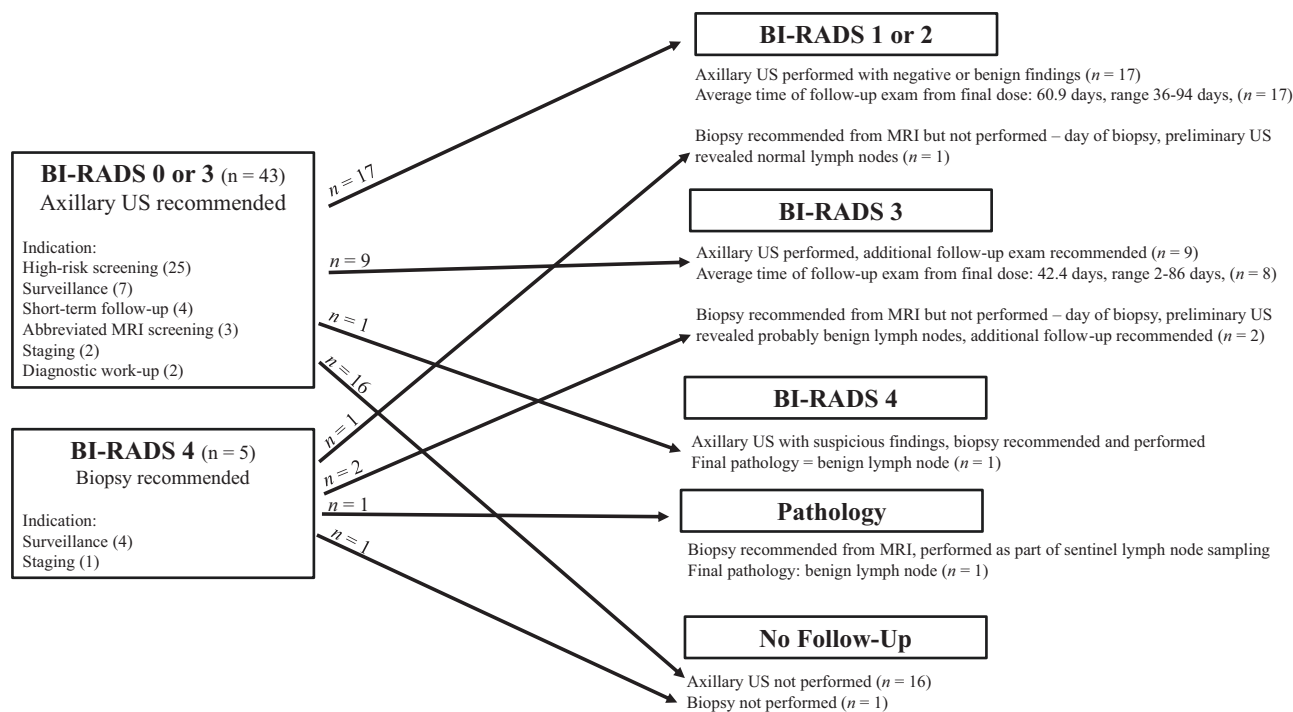 BI-RADS 0 or 3 (n = 43)
Axillary US recommended
Indication:
High-risk screening (25)
Surveillance (7)
Short-term follow-up (4)
Abbreviated MRI screening (3)
Staging (2)
Diagnostic work-up (2)
BI-RADS 4 (n = 5)
Biopsy recommended
Indication:
Surveillance (4)
Staging (1)
n = 17
n = 9
n = 1
n = 16
n = 1
n = 2
n = 1
n = 1
BI-RADS 1 or 2
Axillary US performed with negative or benign findings (n = 17)
Average time of follow-up exam from final dose: 60.9 days, range 36-94 days, (n = 17)
Biopsy recommended from MRI but not performed – day of biopsy, preliminary US
revealed normal lymph nodes (n = 1)
BI-RADS 3
Axillary US performed, additional follow-up exam recommended (n = 9)
Average time of follow-up exam from final dose: 42.4 days, range 2-86 days, (n = 8)
Biopsy recommended from MRI but not performed – day of biopsy, preliminary US
revealed probably benign lymph nodes, additional follow-up recommended (n = 2)
BI-RADS 4
Axillary US with suspicious findings, biopsy recommended and performed
Final pathology = benign lymph node (n = 1)
Pathology
Biopsy recommended from MRI, performed as part of sentinel lymph node sampling
Final pathology: benign lymph node (n = 1)
No Follow-Up
Axillary US not performed (n = 16)
Biopsy not performed (n = 1)